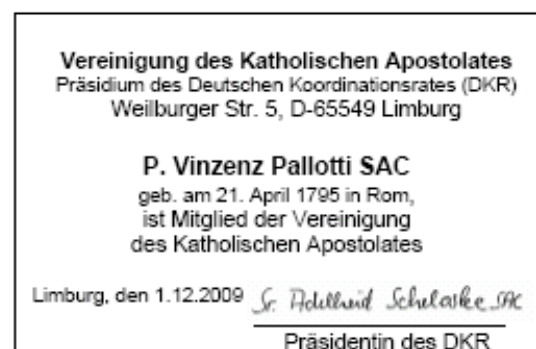 Vereinigung des Katholischen Apostolates
Präsidium des Deutschen Koordinationsrates (DKR)
Weilburger Str. 5, D-65549 Limburg
P. Vinzenz Pallotti SAC
geb. am 21. April 1795 in Rom,
ist Mitglied der Vereinigung
des Katholischen Apostolates
Limburg, den 1.12.2009 Sr. Adelheid Scheloske SAC
Präsidentin des DKR